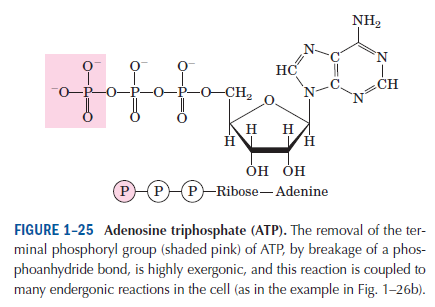 NH₂
N C N
HC
O⁻ O⁻ O⁻
⁻O–P–O–P–O–P–O–CH₂ O N C N CH
O O O
H H
H H
OH OH
P P P –Ribose—Adenine
FIGURE 1–25 Adenosine triphosphate (ATP). The removal of the ter-
minal phosphoryl group (shaded pink) of ATP, by breakage of a phos-
phoanhydride bond, is highly exergonic, and this reaction is coupled to
many endergonic reactions in the cell (as in the example in Fig. 1–26b).